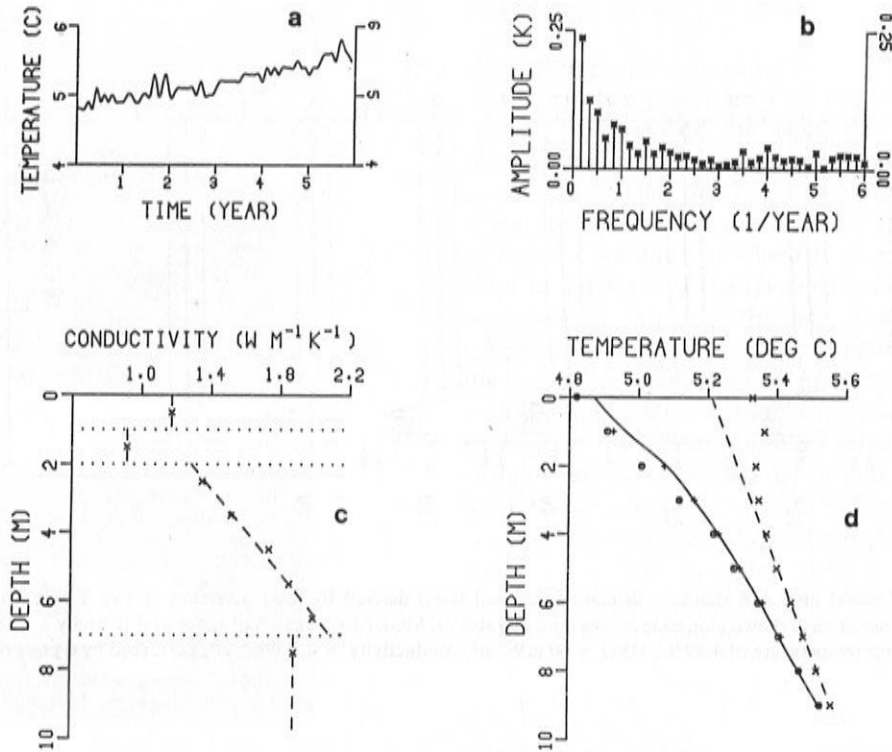 a
TEMPERATURE (C)
6
5
4
6
5
4
1 2 3 4 5
TIME (YEAR)
b
AMPLITUDE (K)
0.25
0.00
0.25
0.00
0 1 2 3 4 5 6
FREQUENCY (1/YEAR)
CONDUCTIVITY (W M⁻¹ K⁻¹)
1.0 1.4 1.8 2.2
DEPTH (M)
0
2
4
6
8
10
c
TEMPERATURE (DEG C)
4.8 5.0 5.2 5.4 5.6
DEPTH (M)
0
2
4
6
8
10
d